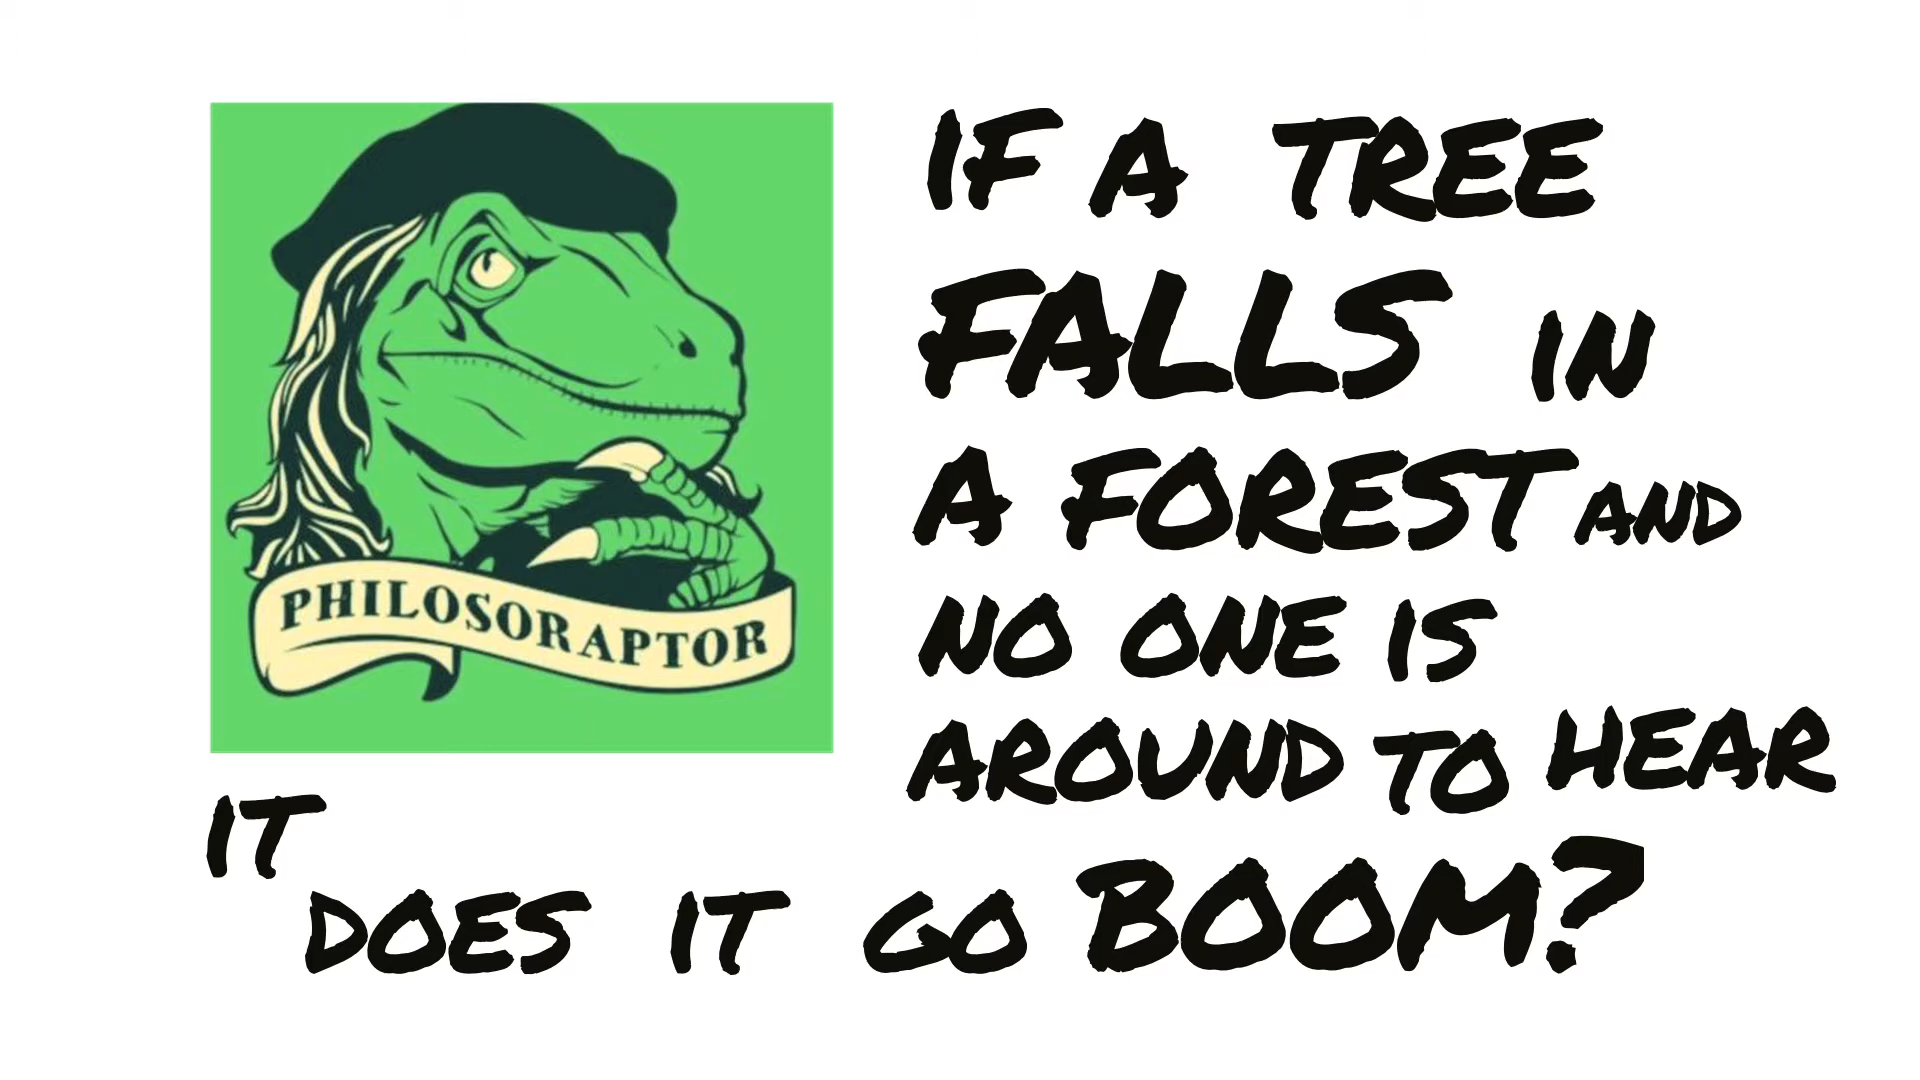 PHILOSORAPTOR
IF A TREE
FALLS IN
A FOREST AND
NO ONE IS
AROUND TO HEAR
IT
DOES IT GO BOOM?